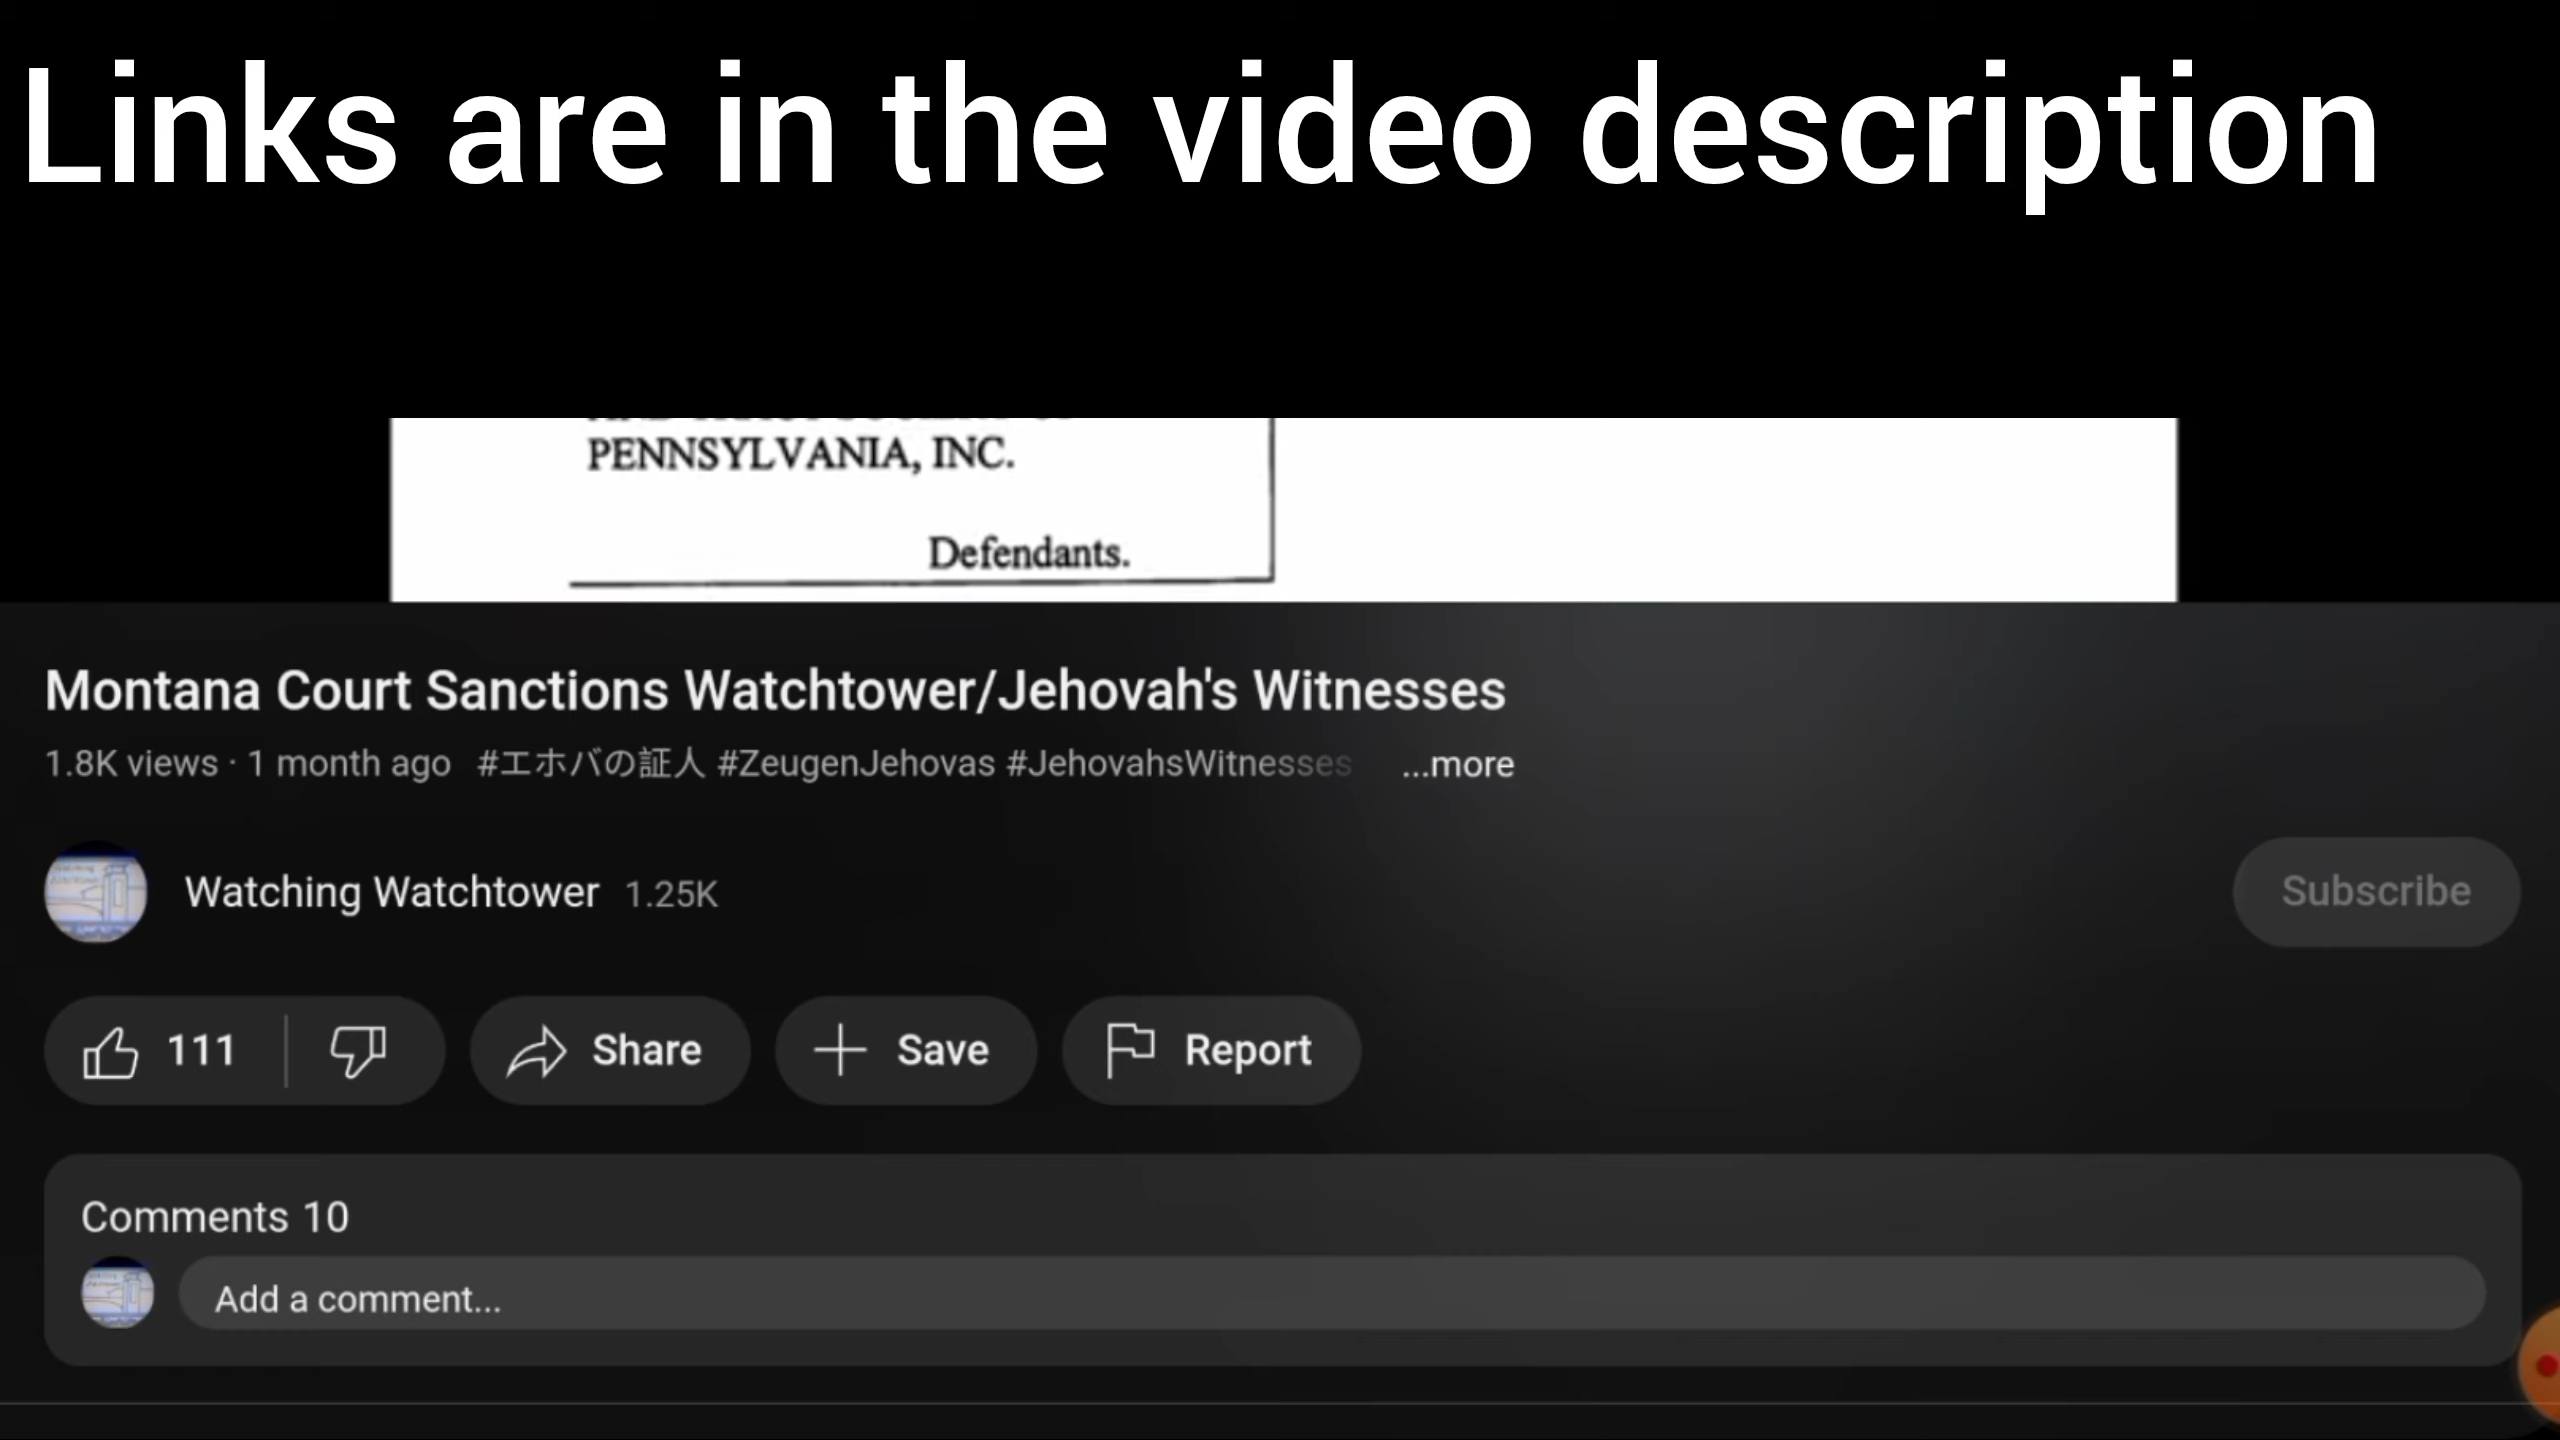 Links are in the video description
PENNSYLVANIA, INC.
Defendants.
Montana Court Sanctions Watchtower/Jehovah's Witnesses
1.8K views · 1 month ago #エホバの証人 #ZeugenJehovas #JehovahsWitnesses ...more
Watching Watchtower 1.25K
Subscribe
111 Share Save Report
Comments 10
Add a comment...